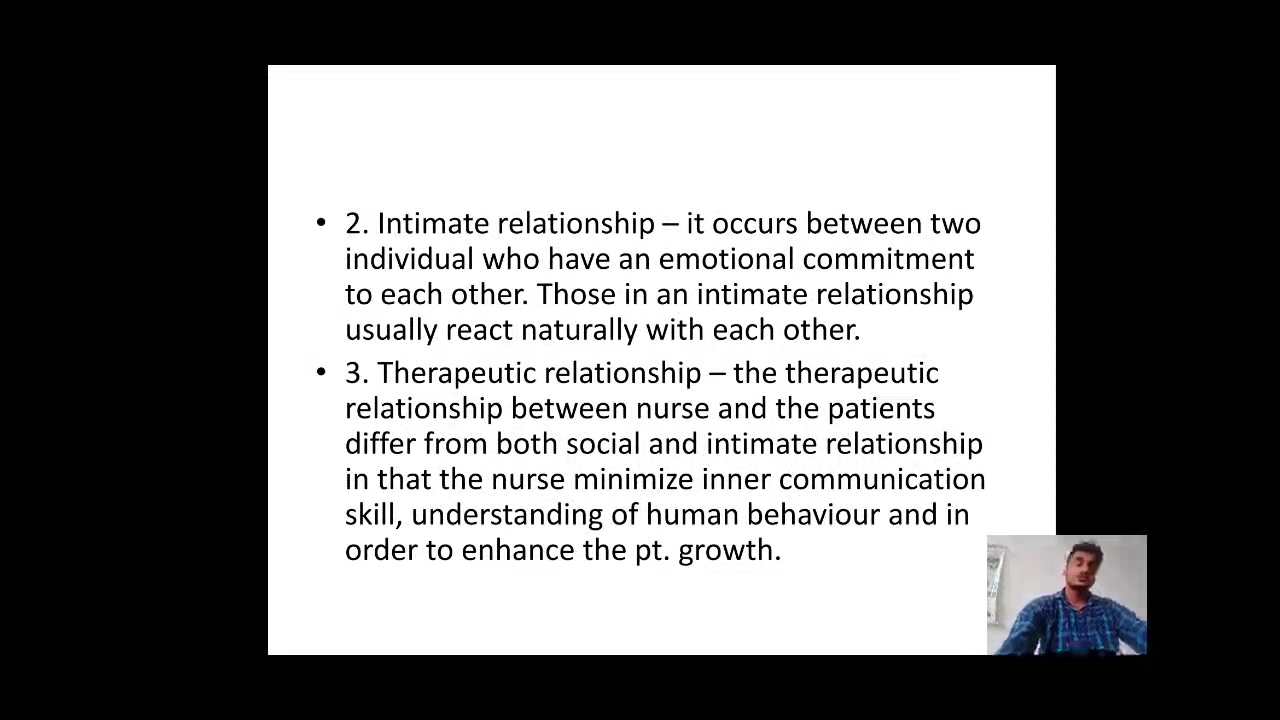 • 2. Intimate relationship – it occurs between two
individual who have an emotional commitment
to each other. Those in an intimate relationship
usually react naturally with each other.
• 3. Therapeutic relationship – the therapeutic
relationship between nurse and the patients
differ from both social and intimate relationship
in that the nurse minimize inner communication
skill, understanding of human behaviour and in
order to enhance the pt. growth.